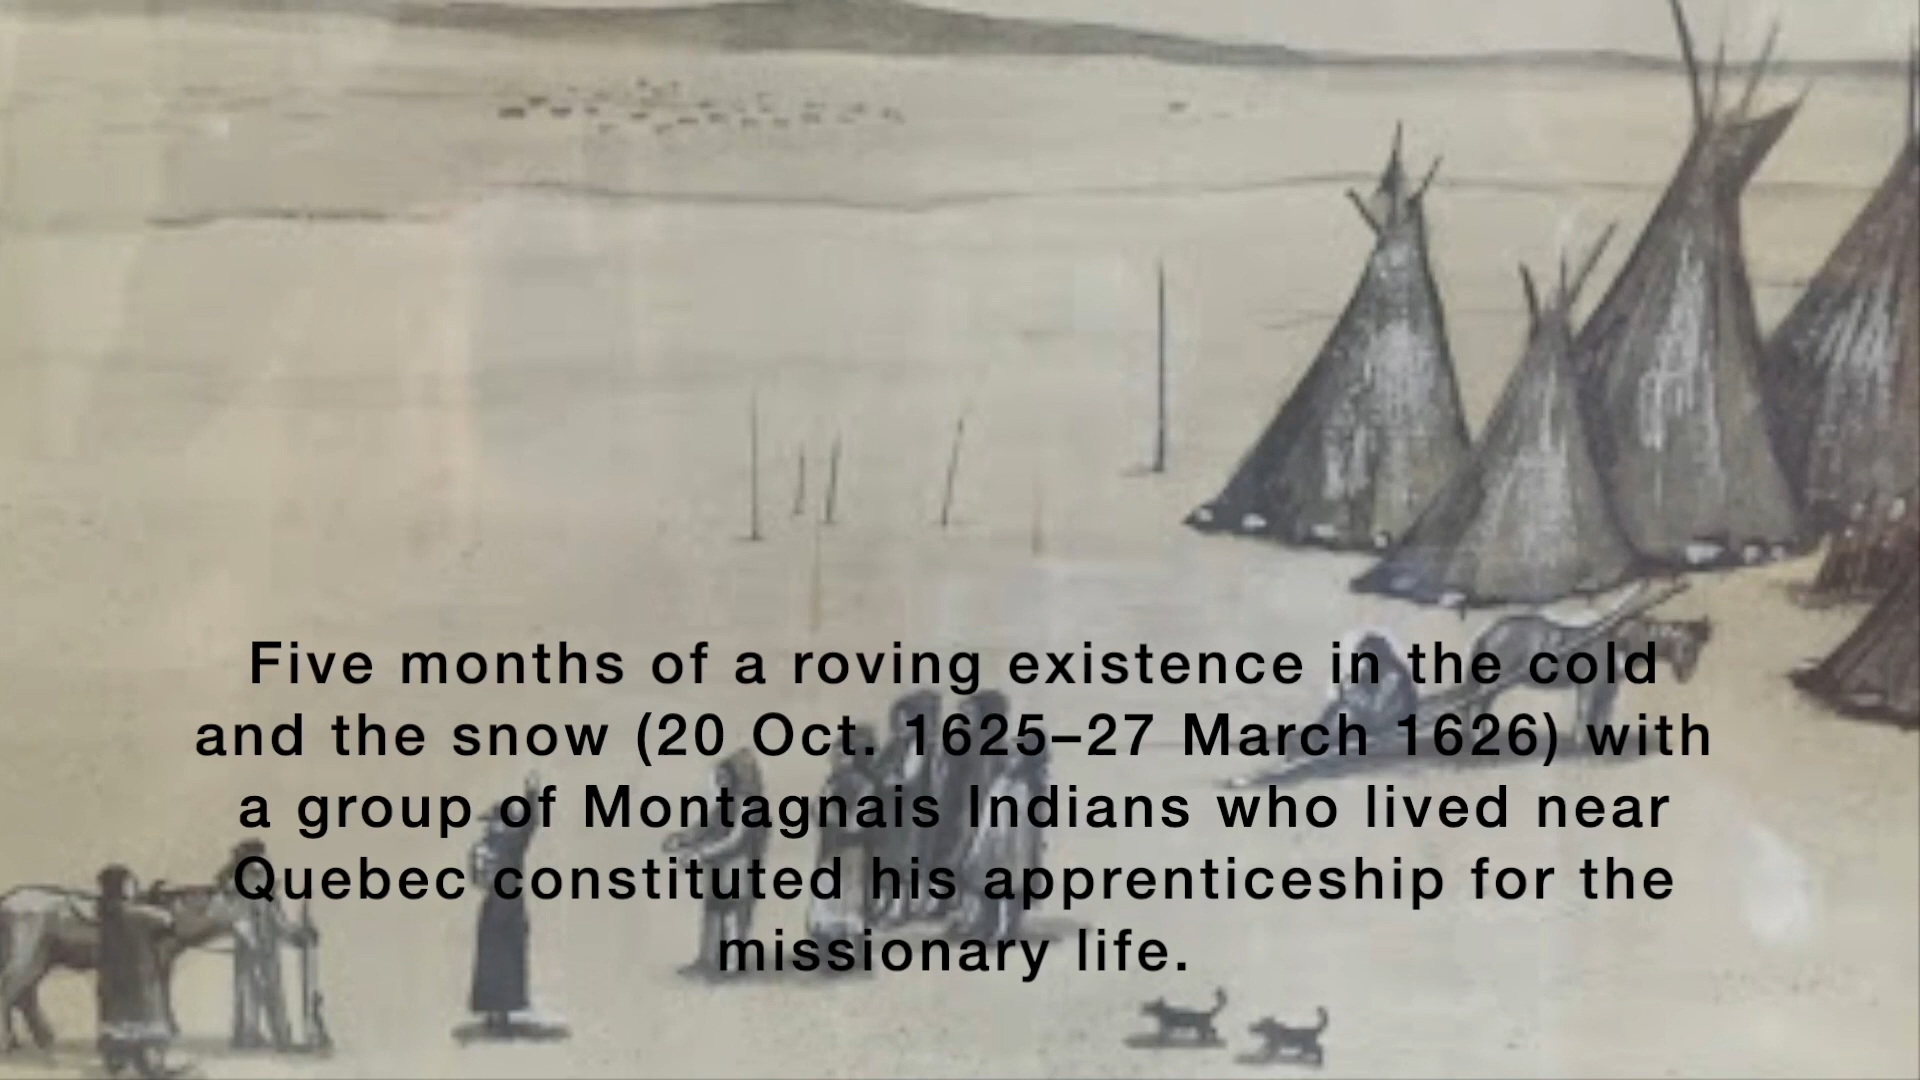 Five months of a roving existence in the cold
and the snow (20 Oct. 1625–27 March 1626) with
a group of Montagnais Indians who lived near
Quebec constituted his apprenticeship for the
missionary life.